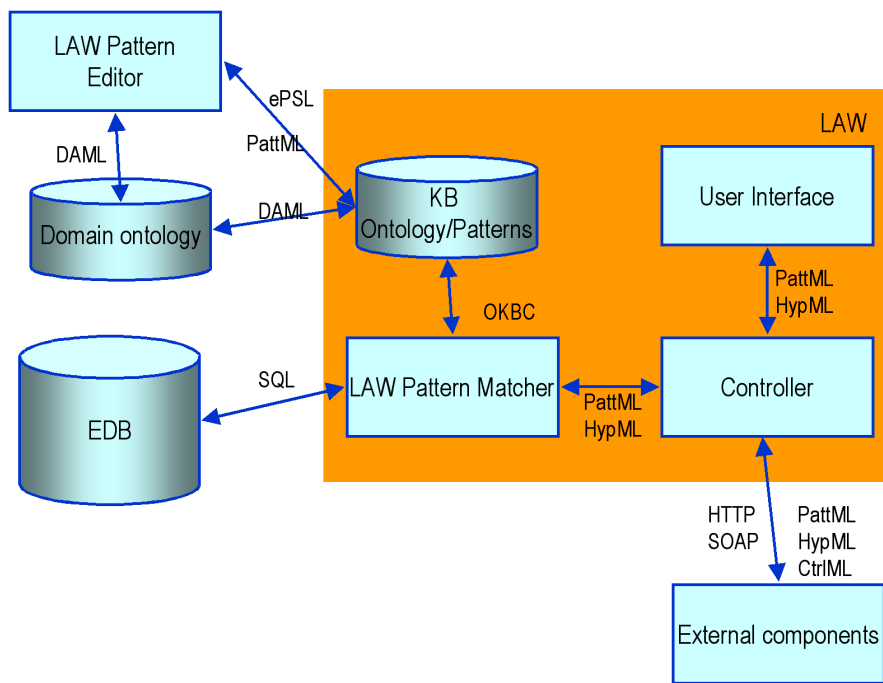 LAW Pattern
Editor
ePSL
PattML
LAW
DAML
KB
Ontology/Patterns
User Interface
DAML
Domain ontology
PattML
HypML
OKBC
SQL
LAW Pattern Matcher
Controller
PattML
HypML
EDB
HTTP
SOAP
PattML
HypML
CtrlML
External components